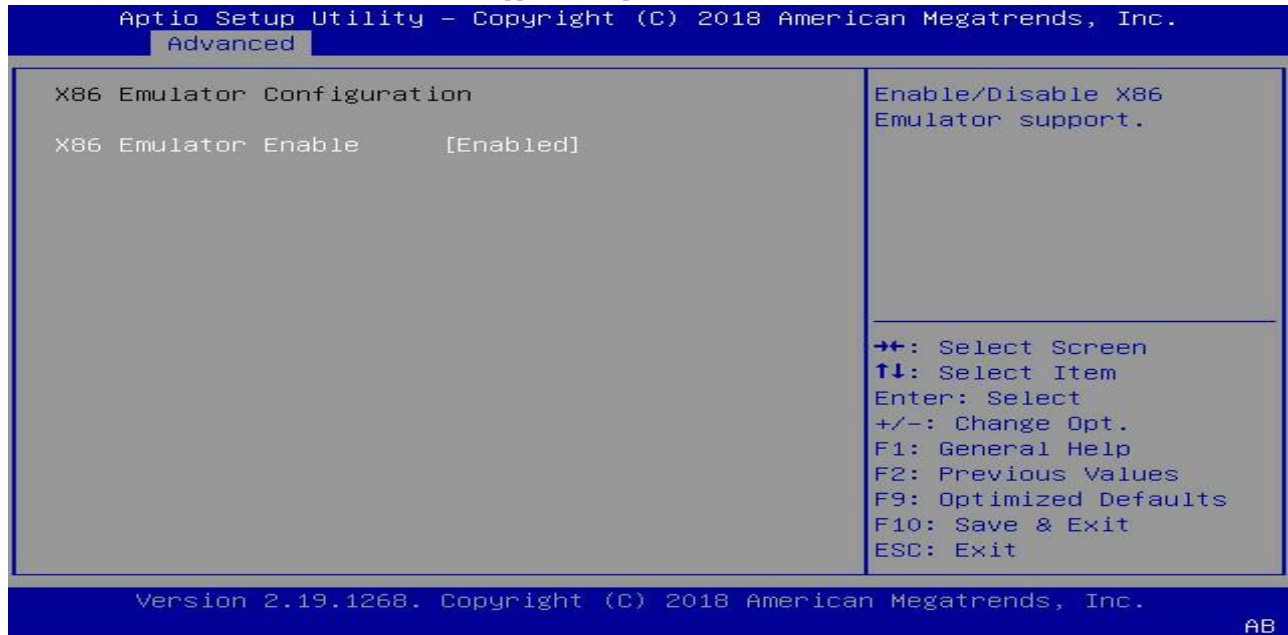 Aptio Setup Utility – Copyright (C) 2018 American Megatrends, Inc.
Advanced
X86 Emulator Configuration
X86 Emulator Enable [Enabled]
Enable/Disable X86
Emulator support.
→←: Select Screen
↑↓: Select Item
Enter: Select
+/-: Change Opt.
F1: General Help
F2: Previous Values
F9: Optimized Defaults
F10: Save & Exit
ESC: Exit
Version 2.19.1268. Copyright (C) 2018 American Megatrends, Inc.
AB